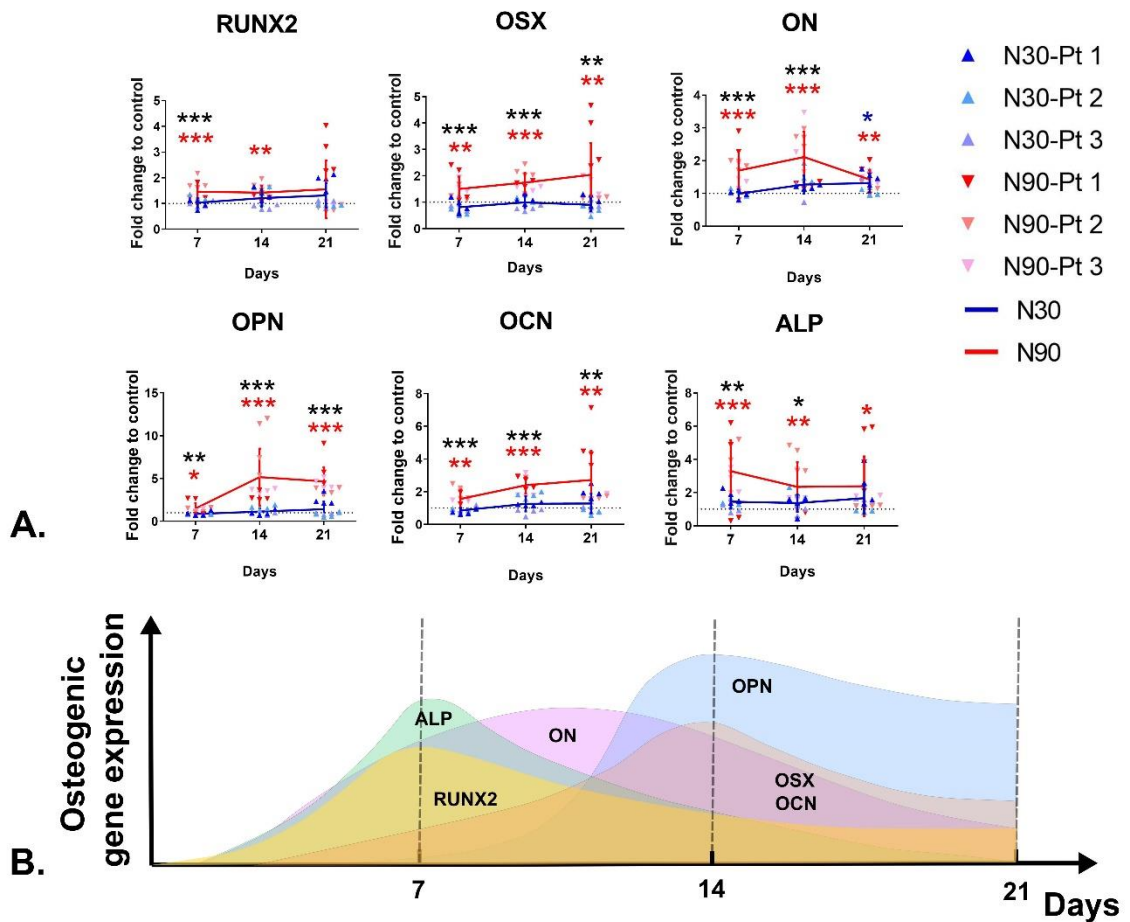 RUNX2
OSX
ON
Fold change to control
5
4
3
2
1
0
***
***
**
7
14
21
Days
Fold change to control
5
4
3
2
1
0
***
**
***
***
**
**
7
14
21
Days
Fold change to control
4
3
2
1
0
***
***
***
***
*
**
7
14
21
Days
N30-Pt 1
N30-Pt 2
N30-Pt 3
N90-Pt 1
N90-Pt 2
N90-Pt 3
N30
N90
OPN
OCN
ALP
Fold change to control
15
10
5
0
**
*
***
***
***
***
7
14
21
Days
Fold change to control
8
6
4
2
0
***
**
***
***
**
**
7
14
21
Days
Fold change to control
8
6
4
2
0
**
***
*
**
*
7
14
21
Days
A.
Osteogenic
gene expression
ALP
ON
OPN
RUNX2
OSX
OCN
B.
7
14
21
Days